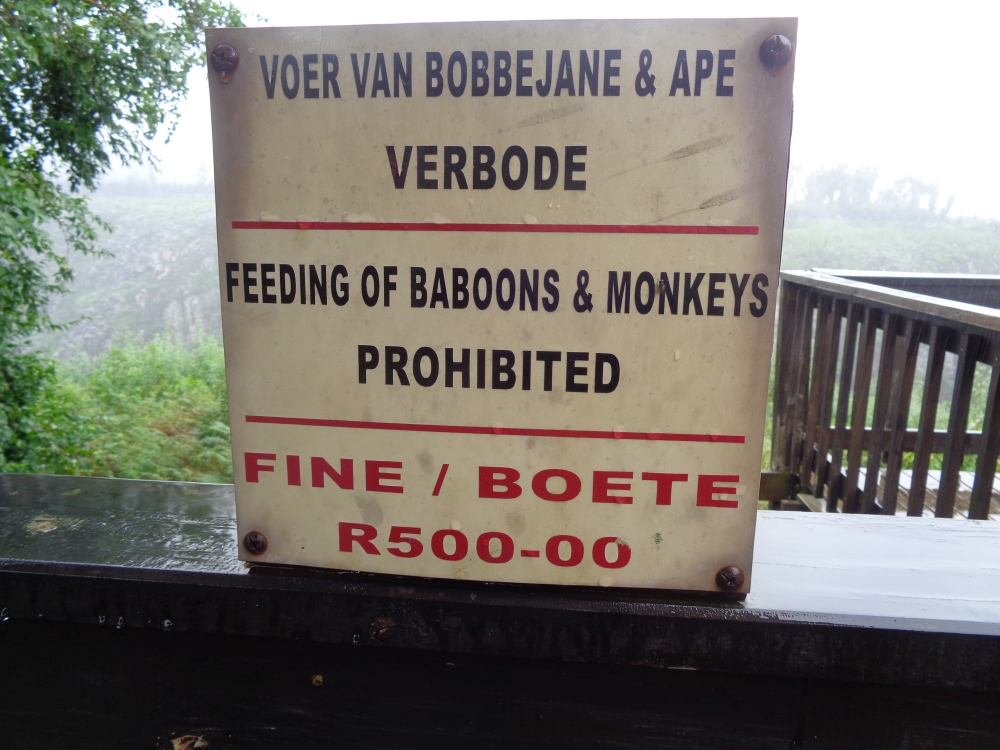 VOER VAN BOBBEJANE & APE
VERBODE
FEEDING OF BABOONS & MONKEYS
PROHIBITED
FINE / BOETE
R500-00